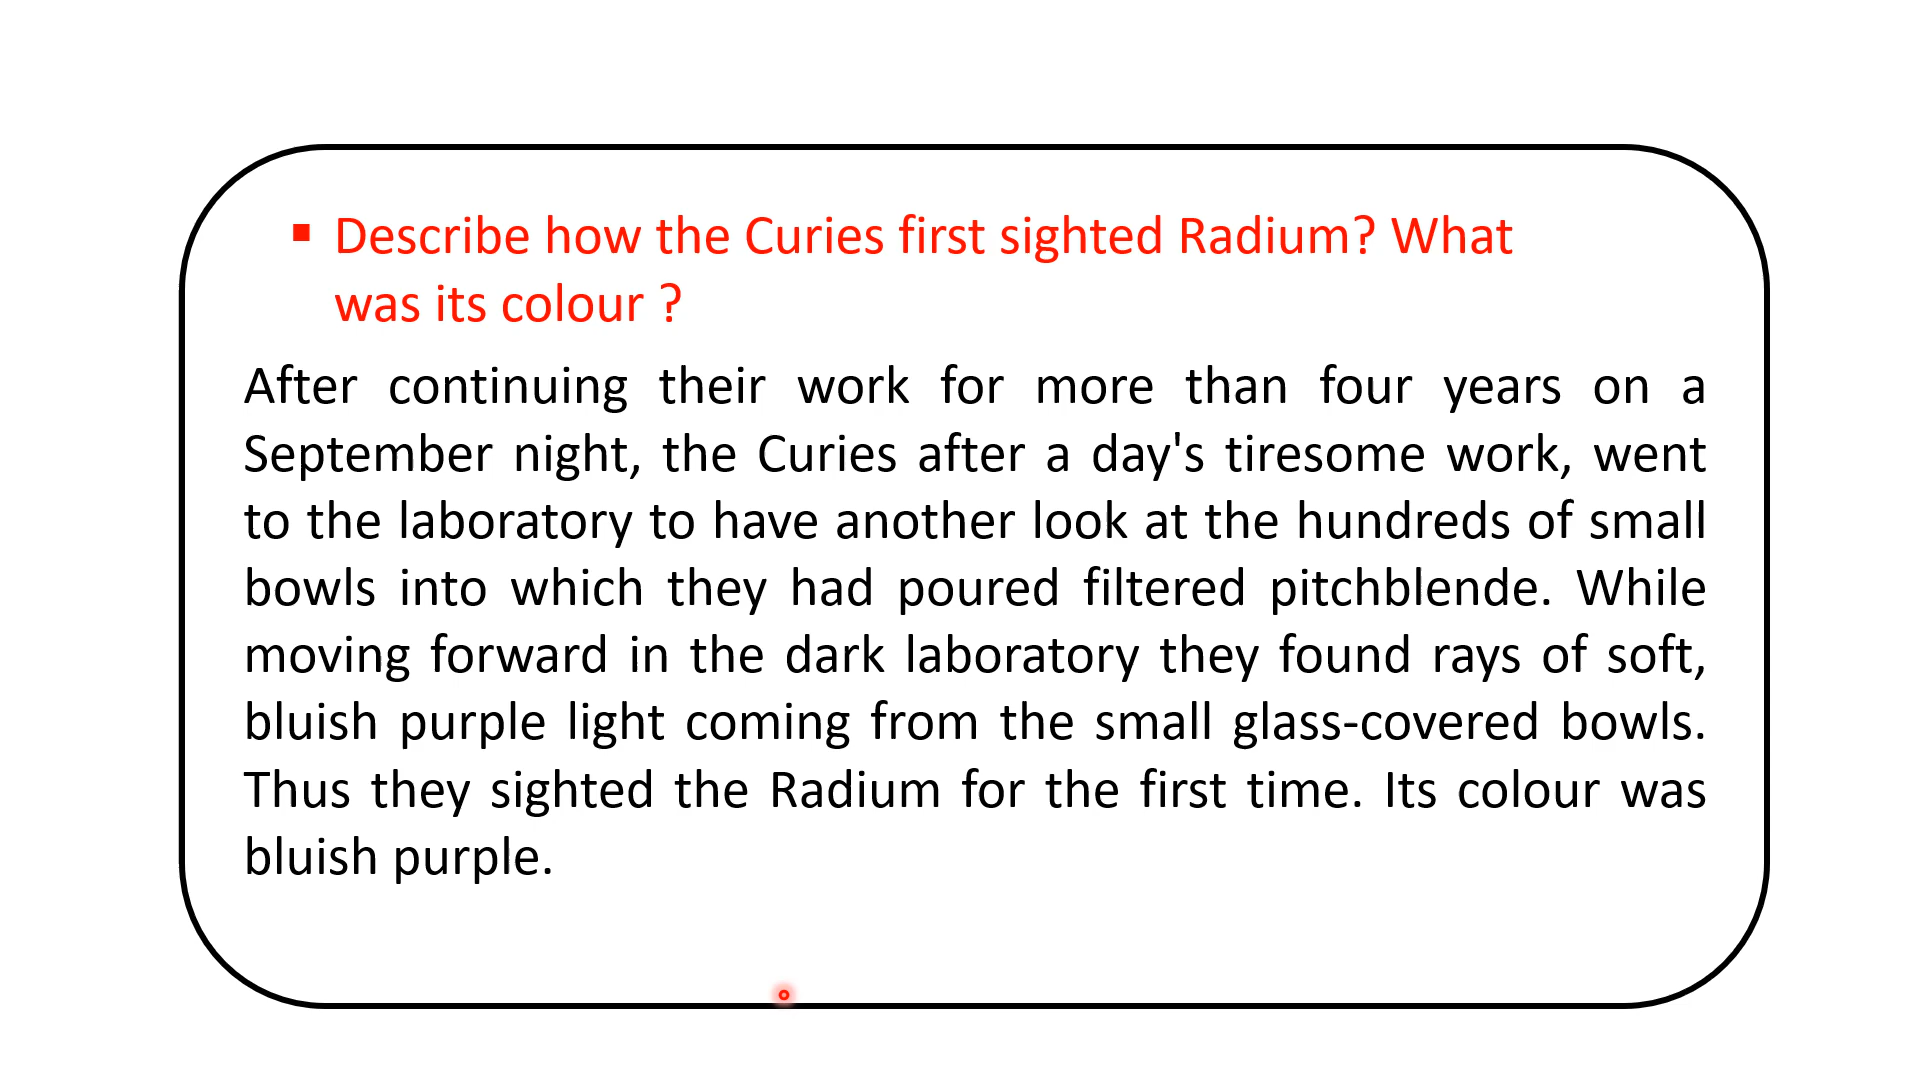 ▪ Describe how the Curies first sighted Radium? What
was its colour ?
After continuing their work for more than four years on a
September night, the Curies after a day's tiresome work, went
to the laboratory to have another look at the hundreds of small
bowls into which they had poured filtered pitchblende. While
moving forward in the dark laboratory they found rays of soft,
bluish purple light coming from the small glass-covered bowls.
Thus they sighted the Radium for the first time. Its colour was
bluish purple.